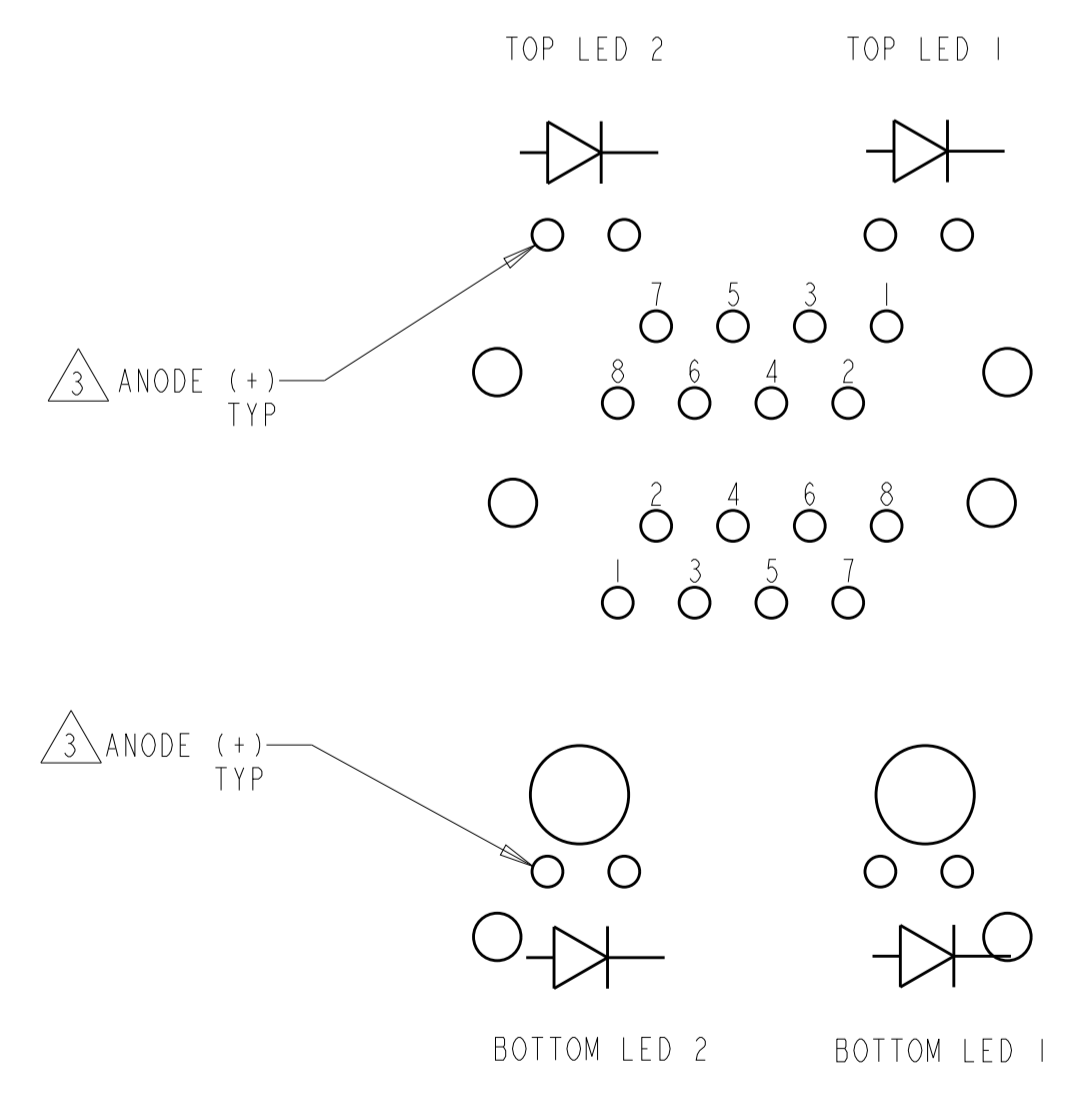 TOP LED 2 TOP LED 1
7 5 3 1
8 6 4 2
3 ANODE (+)
TYP
2 4 6 8
1 3 5 7
3 ANODE (+)
TYP
BOTTOM LED 2 BOTTOM LED 1